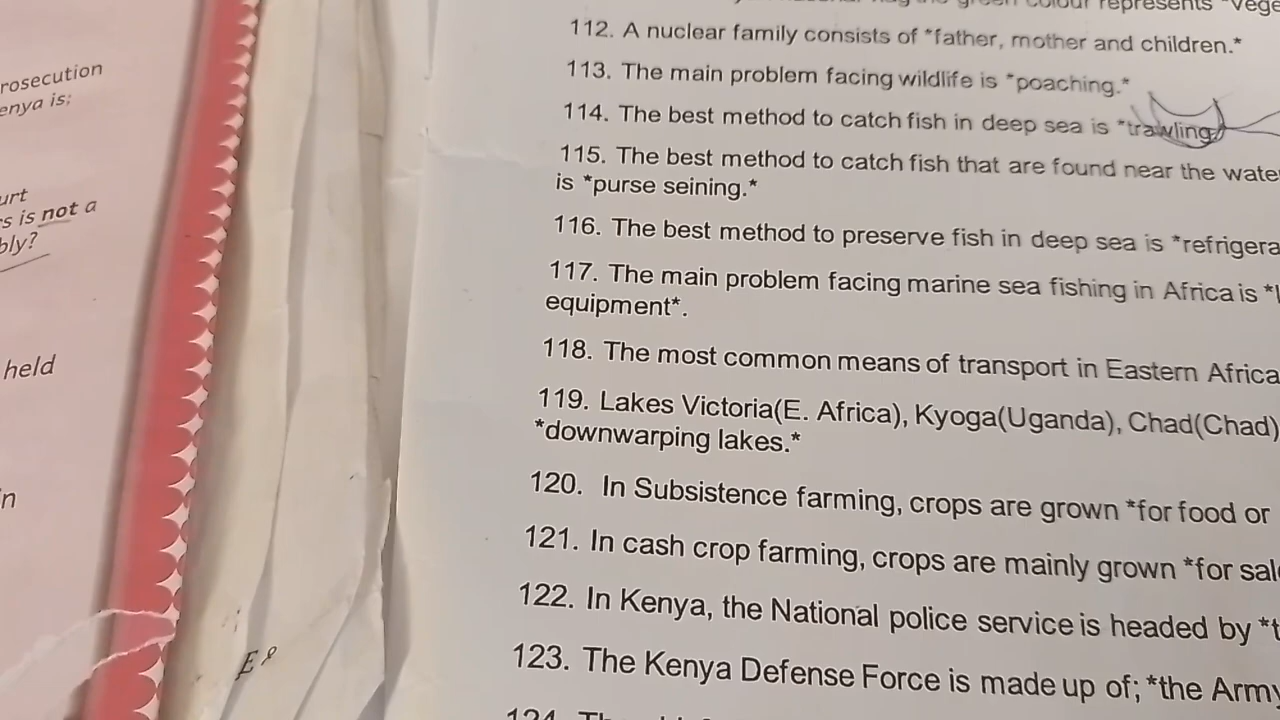 rosecution
enya is:
urt
s is not a
bly?
held
n
E8
colour represents "Vege
112. A nuclear family consists of *father, mother and children.*
113. The main problem facing wildlife is *poaching.*
114. The best method to catch fish in deep sea is *trawling
115. The best method to catch fish that are found near the wate
is *purse seining.*
116. The best method to preserve fish in deep sea is *refrigera
117. The main problem facing marine sea fishing in Africa is *l
equipment*.
118. The most common means of transport in Eastern Africa
119. Lakes Victoria(E. Africa), Kyoga(Uganda), Chad(Chad)
*downwarping lakes.*
120. In Subsistence farming, crops are grown *for food or
121. In cash crop farming, crops are mainly grown *for sal
122. In Kenya, the National police service is headed by *t
123. The Kenya Defense Force is made up of; *the Army
124.